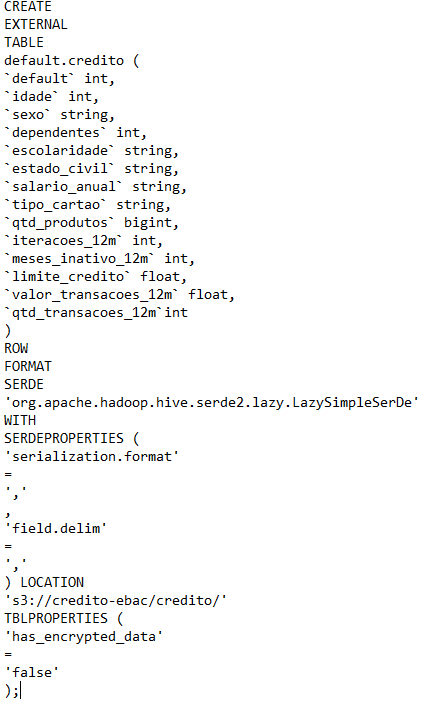 CREATE
EXTERNAL
TABLE
default.credito (
`default` int,
`idade` int,
`sexo` string,
`dependentes` int,
`escolaridade` string,
`estado_civil` string,
`salario_anual` string,
`tipo_cartao` string,
`qtd_produtos` bigint,
`iteracoes_12m` int,
`meses_inativo_12m` int,
`limite_credito` float,
`valor_transacoes_12m` float,
`qtd_transacoes_12m`int
)
ROW
FORMAT
SERDE
'org.apache.hadoop.hive.serde2.lazy.LazySimpleSerDe'
WITH
SERDEPROPERTIES (
'serialization.format'
=
','
,
'field.delim'
=
','
) LOCATION
's3://credito-ebac/credito/'
TBLPROPERTIES (
'has_encrypted_data'
=
'false'
);